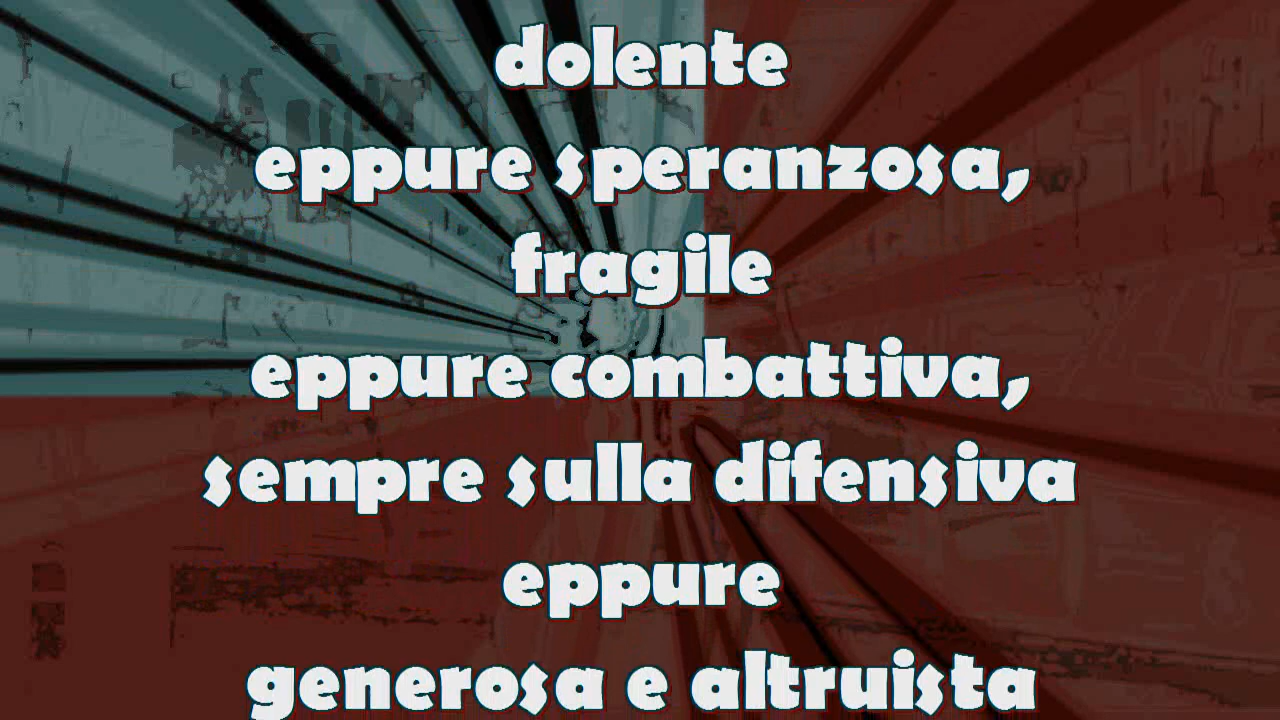 dolente
eppure speranzosa,
fragile
eppure combattiva,
sempre sulla difensiva
eppure
generosa e altruista